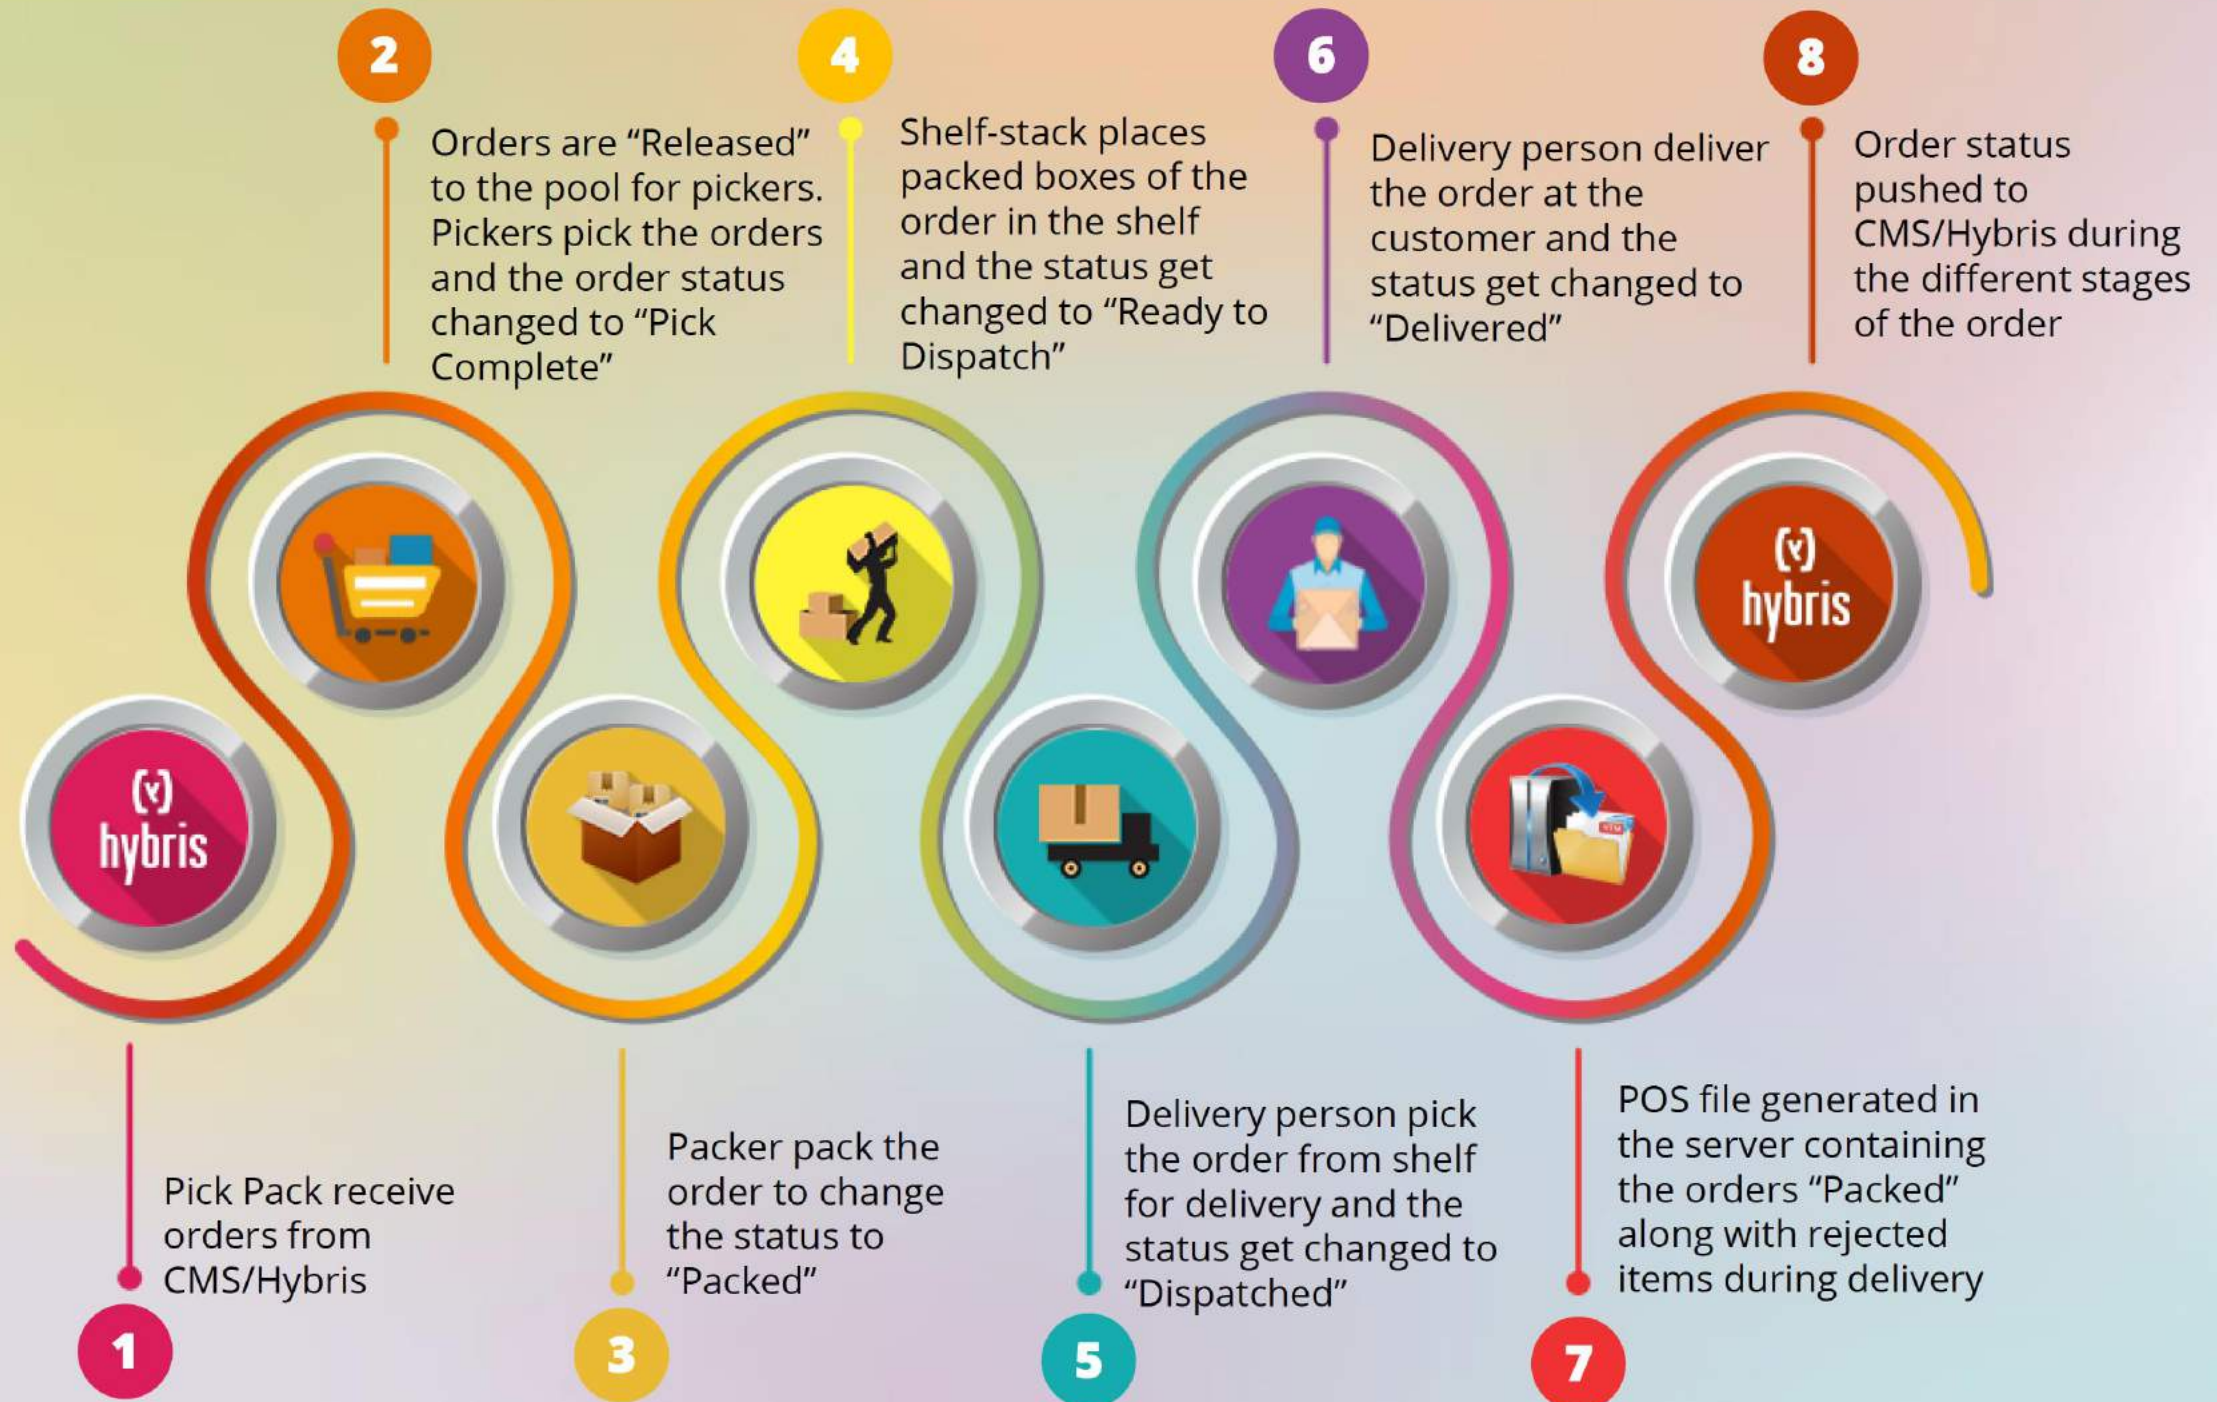 2
Orders are “Released”
to the pool for pickers.
Pickers pick the orders
and the order status
changed to “Pick
Complete”
4
Shelf-stack places
packed boxes of the
order in the shelf
and the status get
changed to “Ready to
Dispatch”
6
Delivery person deliver
the order at the
customer and the
status get changed to
“Delivered”
8
Order status
pushed to
CMS/Hybris during
the different stages
of the order
(y)
hybris
(y)
hybris
Pick Pack receive
orders from
CMS/Hybris
1
Packer pack the
order to change
the status to
“Packed”
3
Delivery person pick
the order from shelf
for delivery and the
status get changed to
“Dispatched”
5
POS file generated in
the server containing
the orders “Packed”
along with rejected
items during delivery
7